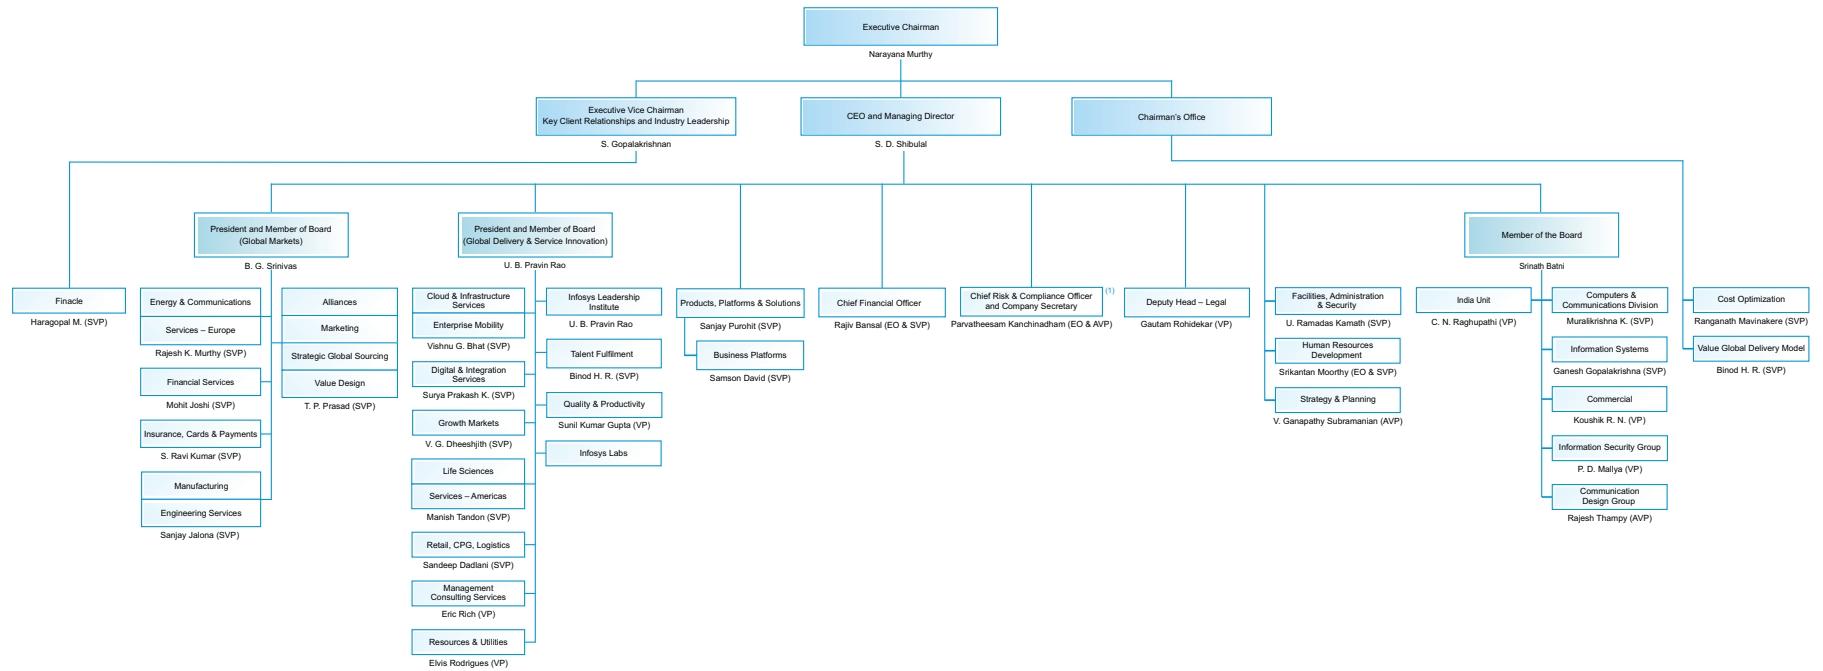 Executive Chairman
Narayana Murthy
Executive Vice Chairman
Key Client Relationships and Industry Leadership
S. Gopalakrishnan
CEO and Managing Director
S. D. Shibulal
Chairman's Office
President and Member of Board
(Global Markets)
B. G. Srinivas
President and Member of Board
(Global Delivery & Service Innovation)
U. B. Pravin Rao
Member of the Board
Srinath Batni
Finacle
Haragopal M. (SVP)
Energy & Communications
Services – Europe
Rajesh K. Murthy (SVP)
Financial Services
Mohit Joshi (SVP)
Insurance, Cards & Payments
S. Ravi Kumar (SVP)
Manufacturing
Engineering Services
Sanjay Jalona (SVP)
Alliances
Marketing
Strategic Global Sourcing
Value Design
T. P. Prasad (SVP)
Cloud & Infrastructure
Services
Enterprise Mobility
Vishnu G. Bhat (SVP)
Digital & Integration
Services
Surya Prakash K. (SVP)
Growth Markets
V. G. Dheeshjith (SVP)
Life Sciences
Services – Americas
Manish Tandon (SVP)
Retail, CPG, Logistics
Sandeep Dadlani (SVP)
Management
Consulting Services
Eric Rich (VP)
Resources & Utilities
Elvis Rodrigues (VP)
Infosys Leadership
Institute
U. B. Pravin Rao
Talent Fulfilment
Binod H. R. (SVP)
Quality & Productivity
Sunil Kumar Gupta (VP)
Infosys Labs
Products, Platforms & Solutions
Sanjay Purohit (SVP)
Business Platforms
Samson David (SVP)
Chief Financial Officer
Rajiv Bansal (EO & SVP)
Chief Risk & Compliance Officer
and Company Secretary
(1)
Parvatheesam Kanchinadham (EO & AVP)
Deputy Head – Legal
Gautam Rohidekar (VP)
Facilities, Administration
& Security
U. Ramadas Kamath (SVP)
Human Resources
Development
Srikantan Moorthy (EO & SVP)
Strategy & Planning
V. Ganapathy Subramanian (AVP)
India Unit
C. N. Raghupathi (VP)
Computers &
Communications Division
Muralikrishna K. (SVP)
Information Systems
Ganesh Gopalakrishna (SVP)
Commercial
Koushik R. N. (VP)
Information Security Group
P. D. Mallya (VP)
Communication
Design Group
Rajesh Thampy (AVP)
Cost Optimization
Ranganath Mavinakere (SVP)
Value Global Delivery Model
Binod H. R. (SVP)